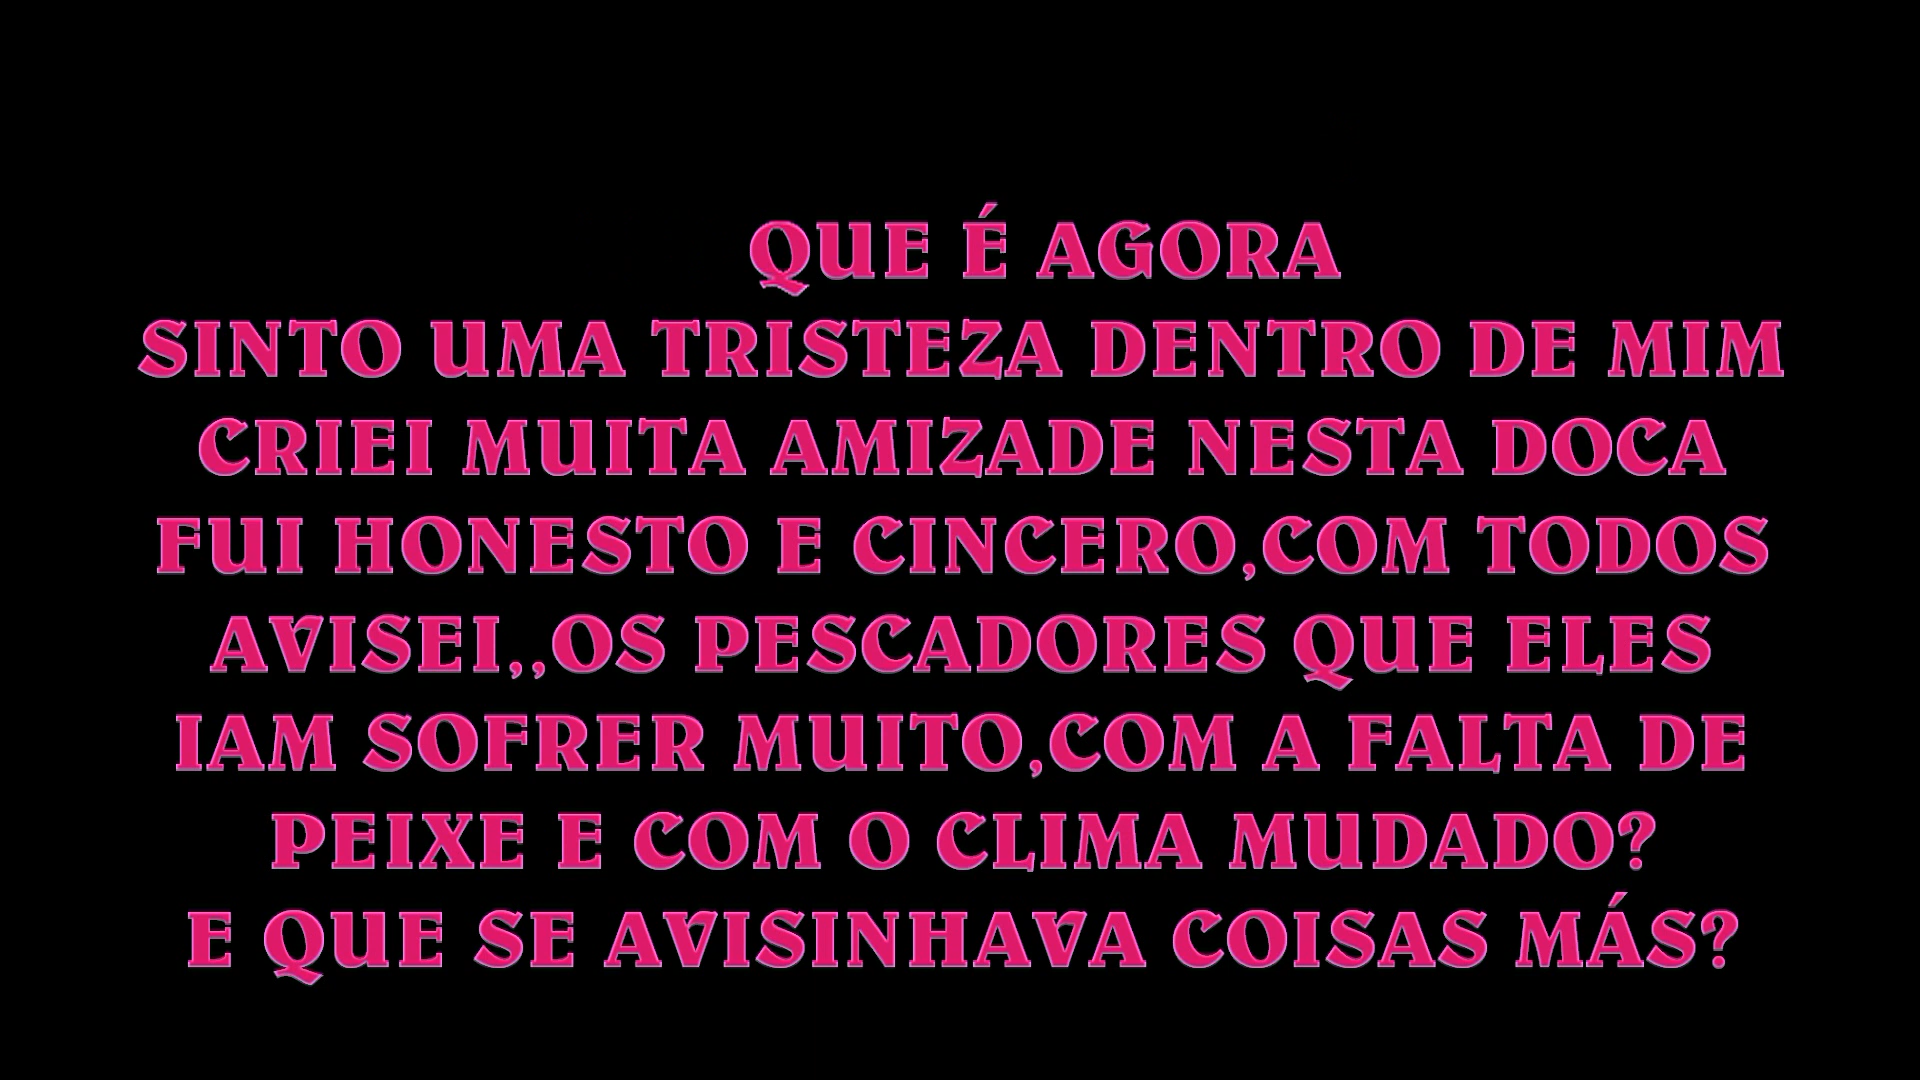 QUE É AGORA
SINTO UMA TRISTEZA DENTRO DE MIM
CRIEI MUITA AMIZADE NESTA DOCA
FUI HONESTO E CINCERO,COM TODOS
AVISEI,,OS PESCADORES QUE ELES
IAM SOFRER MUITO,COM A FALTA DE
PEIXE E COM O CLIMA MUDADO?
E QUE SE AVISINHAVA COISAS MÁS?